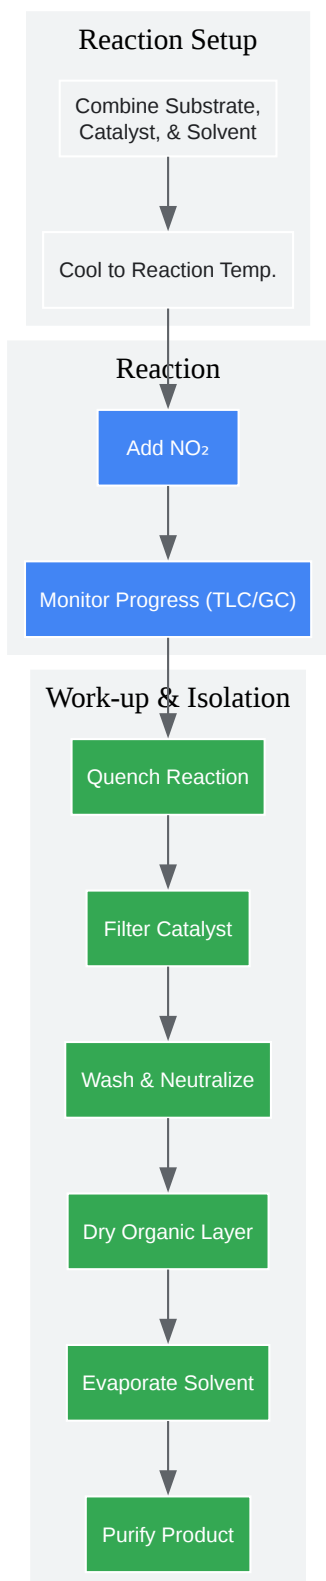 Reaction Setup
Combine Substrate,
Catalyst, & Solvent
Cool to Reaction Temp.
Reaction
Add NO₂
Monitor Progress (TLC/GC)
Work-up & Isolation
Quench Reaction
Filter Catalyst
Wash & Neutralize
Dry Organic Layer
Evaporate Solvent
Purify Product